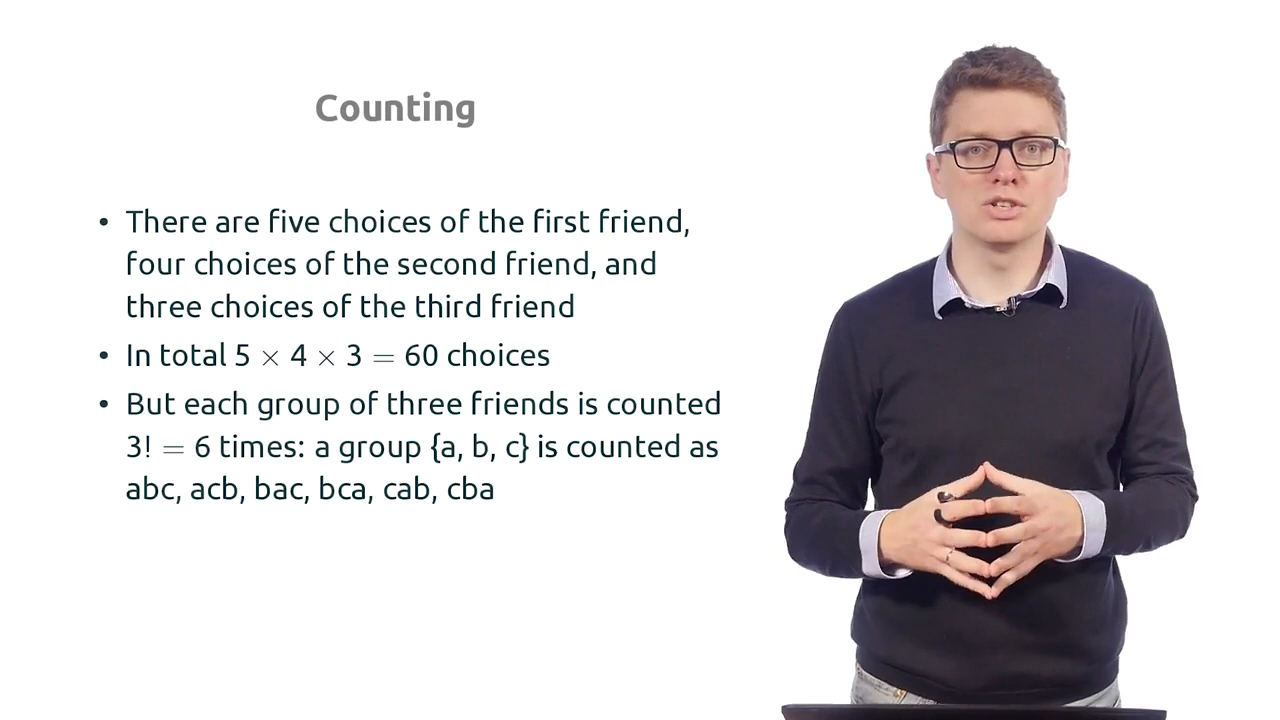 Counting
• There are five choices of the first friend,
four choices of the second friend, and
three choices of the third friend
• In total 5 × 4 × 3 = 60 choices
• But each group of three friends is counted
3! = 6 times: a group {a, b, c} is counted as
abc, acb, bac, bca, cab, cba